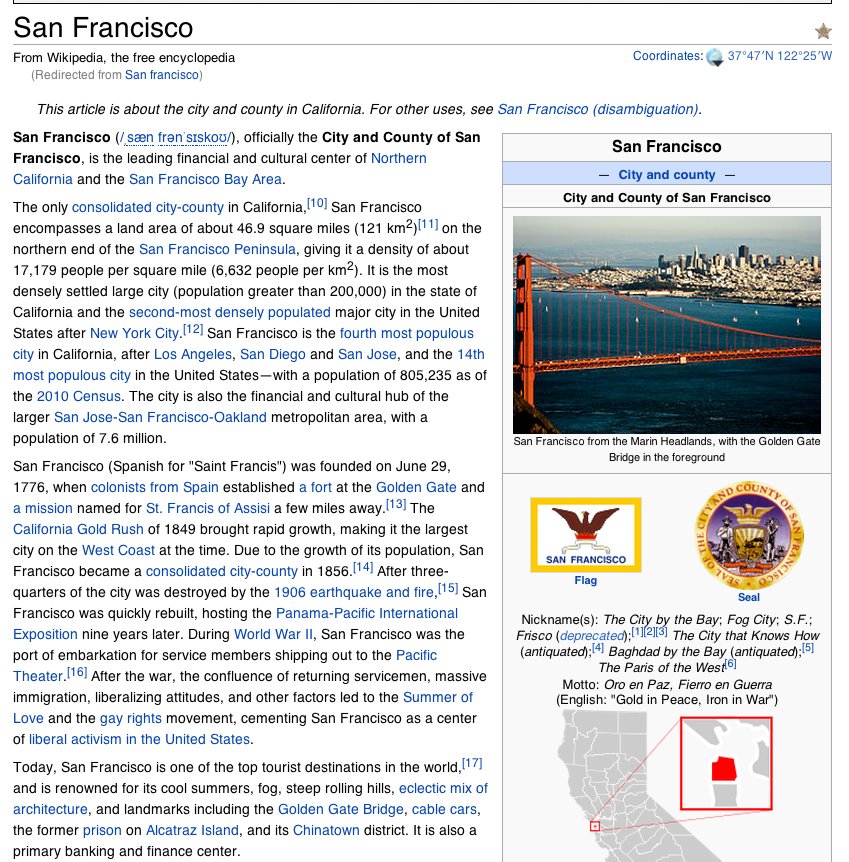 San Francisco
From Wikipedia, the free encyclopedia
(Redirected from San francisco)
Coordinates: 37°47′N 122°25′W
This article is about the city and county in California. For other uses, see San Francisco (disambiguation).
San Francisco (/ˌsæn frənˈsɪskoʊ/), officially the City and County of San
Francisco, is the leading financial and cultural center of Northern
California and the San Francisco Bay Area.
The only consolidated city-county in California,[10] San Francisco
encompasses a land area of about 46.9 square miles (121 km2)[11] on the
northern end of the San Francisco Peninsula, giving it a density of about
17,179 people per square mile (6,632 people per km2). It is the most
densely settled large city (population greater than 200,000) in the state of
California and the second-most densely populated major city in the United
States after New York City.[12] San Francisco is the fourth most populous
city in California, after Los Angeles, San Diego and San Jose, and the 14th
most populous city in the United States—with a population of 805,235 as of
the 2010 Census. The city is also the financial and cultural hub of the
larger San Jose-San Francisco-Oakland metropolitan area, with a
population of 7.6 million.
San Francisco (Spanish for "Saint Francis") was founded on June 29,
1776, when colonists from Spain established a fort at the Golden Gate and
a mission named for St. Francis of Assisi a few miles away.[13] The
California Gold Rush of 1849 brought rapid growth, making it the largest
city on the West Coast at the time. Due to the growth of its population, San
Francisco became a consolidated city-county in 1856.[14] After three-
quarters of the city was destroyed by the 1906 earthquake and fire,[15] San
Francisco was quickly rebuilt, hosting the Panama-Pacific International
Exposition nine years later. During World War II, San Francisco was the
port of embarkation for service members shipping out to the Pacific
Theater.[16] After the war, the confluence of returning servicemen, massive
immigration, liberalizing attitudes, and other factors led to the Summer of
Love and the gay rights movement, cementing San Francisco as a center
of liberal activism in the United States.
Today, San Francisco is one of the top tourist destinations in the world,[17]
and is renowned for its cool summers, fog, steep rolling hills, eclectic mix of
architecture, and landmarks including the Golden Gate Bridge, cable cars,
the former prison on Alcatraz Island, and its Chinatown district. It is also a
primary banking and finance center.
San Francisco
— City and county —
City and County of San Francisco
San Francisco from the Marin Headlands, with the Golden Gate
Bridge in the foreground
SAN FRANCISCO
Flag
SEAL OF THE CITY AND COUNTY OF SAN FRANCISCO
Seal
Nickname(s): The City by the Bay; Fog City; S.F.;
Frisco (deprecated);[1][2][3] The City that Knows How
(antiquated);[4] Baghdad by the Bay (antiquated);[5]
The Paris of the West[6]
Motto: Oro en Paz, Fierro en Guerra
(English: "Gold in Peace, Iron in War")